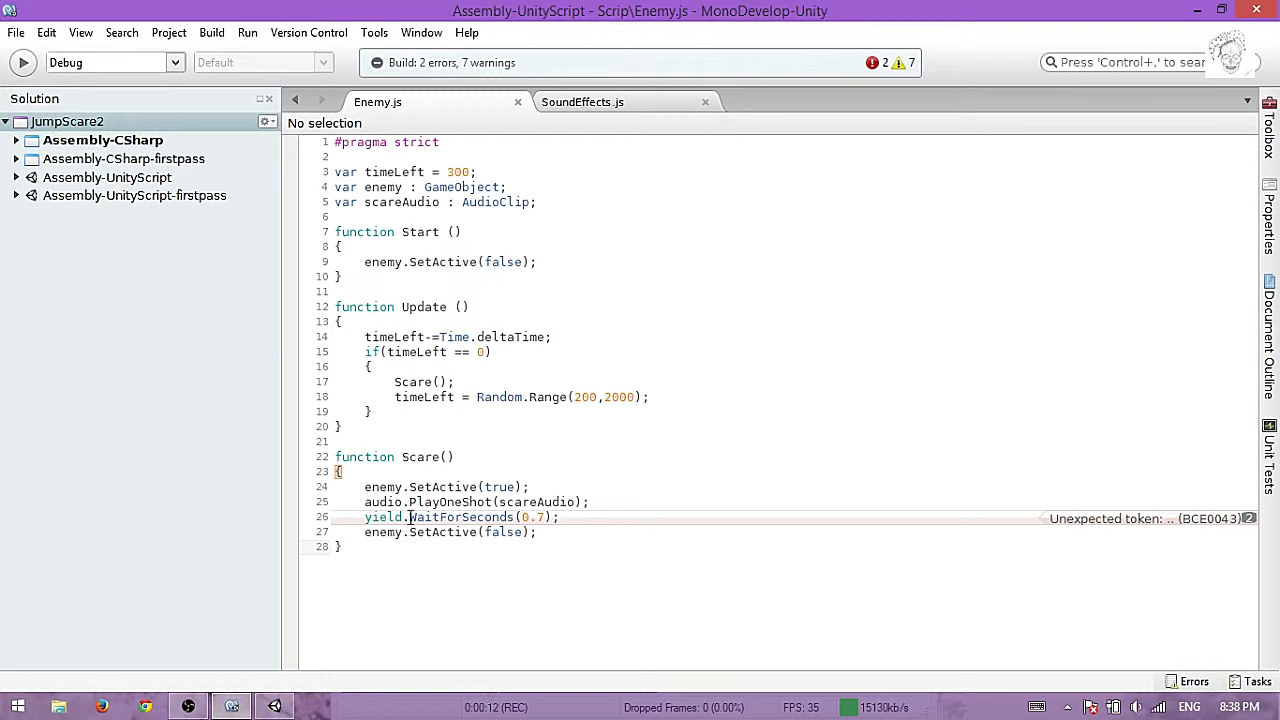 Assembly-UnityScript - Scrip\Enemy.js - MonoDevelop-Unity
File Edit View Search Project Build Run Version Control Tools Window Help
Debug Default Build: 2 errors, 7 warnings 2 7 Press 'Control+,' to sear
Solution
Enemy.js SoundEffects.js
JumpScare2
No selection
Assembly-CSharp
Assembly-CSharp-firstpass
Assembly-UnityScript
Assembly-UnityScript-firstpass
1 #pragma strict
2
3 var timeLeft = 300;
4 var enemy : GameObject;
5 var scareAudio : AudioClip;
6
7 function Start ()
8 {
9 enemy.SetActive(false);
10 }
11
12 function Update ()
13 {
14 timeLeft-=Time.deltaTime;
15 if(timeLeft == 0)
16 {
17 Scare();
18 timeLeft = Random.Range(200,2000);
19 }
20 }
21
22 function Scare()
23 {
24 enemy.SetActive(true);
25 audio.PlayOneShot(scareAudio);
26 yield.WaitForSeconds(0.7); Unexpected token: .. (BCE0043) 2
27 enemy.SetActive(false);
28 }
Toolbox
Properties
Document Outline
Unit Tests
Errors Tasks
0:00:12 (REC) Dropped Frames: 0 (0.00%) FPS: 35 15130kb/s ENG 8:38 PM